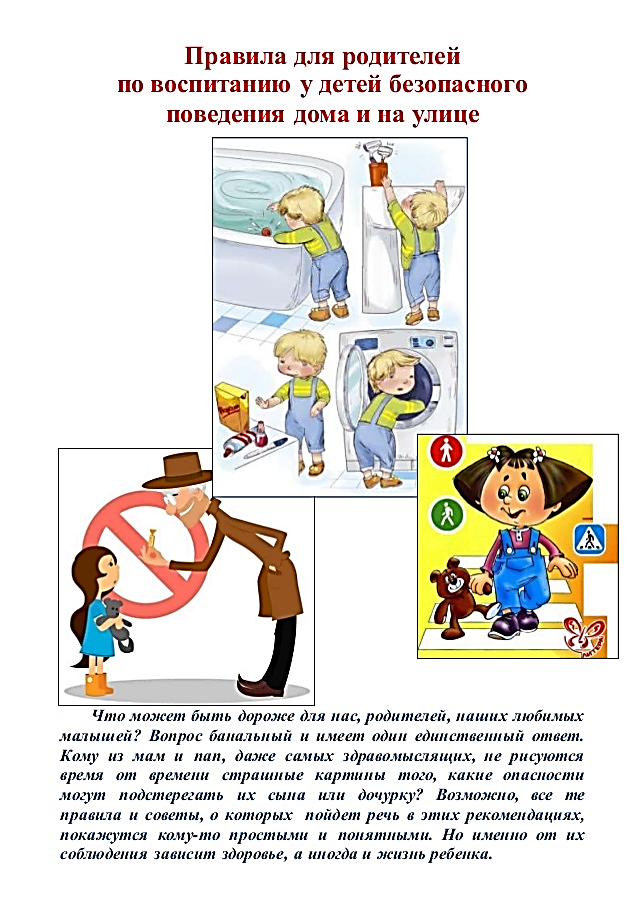 Правила для родителей
по воспитанию у детей безопасного
поведения дома и на улице
ЛИТЕРА
Что может быть дороже для нас, родителей, наших любимых
малышей? Вопрос банальный и имеет один единственный ответ.
Кому из мам и пап, даже самых здравомыслящих, не рисуются
время от времени страшные картины того, какие опасности
могут подстерегать их сына или дочурку? Возможно, все те
правила и советы, о которых пойдет речь в этих рекомендациях,
покажутся кому-то простыми и понятными. Но именно от их
соблюдения зависит здоровье, а иногда и жизнь ребенка.